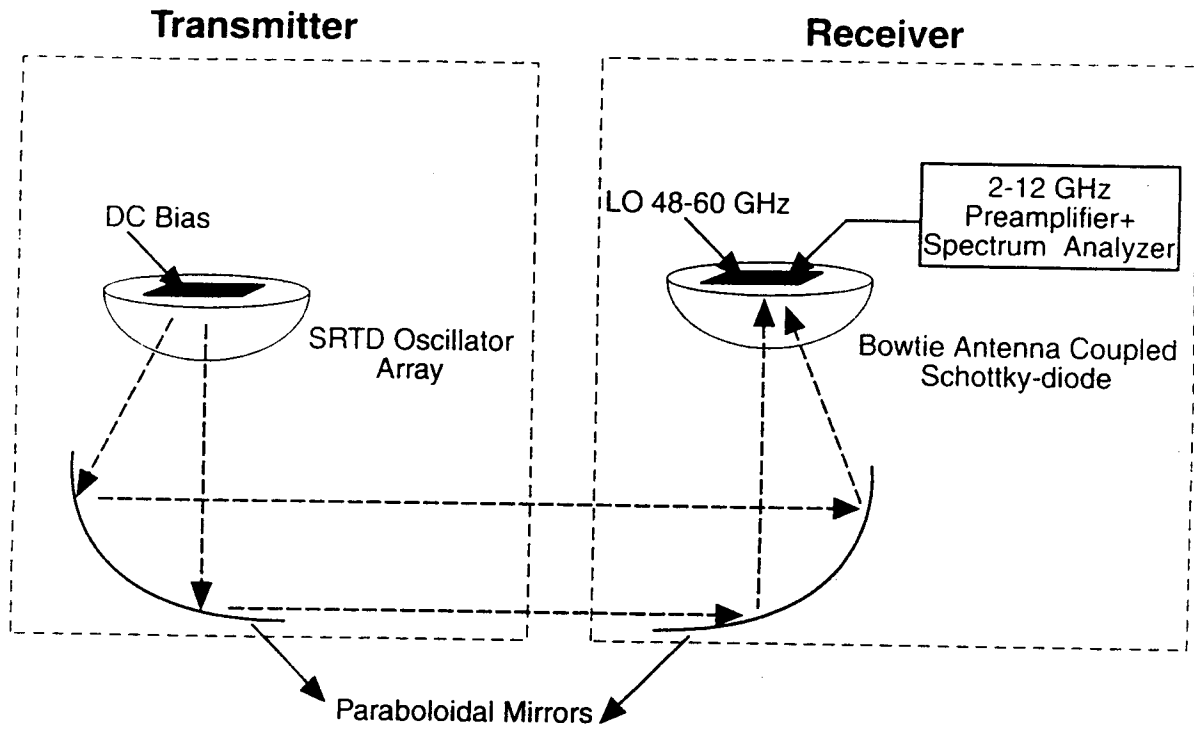 Transmitter
Receiver
DC Bias
LO 48-60 GHz
2-12 GHz
Preamplifier+
Spectrum Analyzer
SRTD Oscillator
Array
Bowtie Antenna Coupled
Schottky-diode
Paraboloidal Mirrors